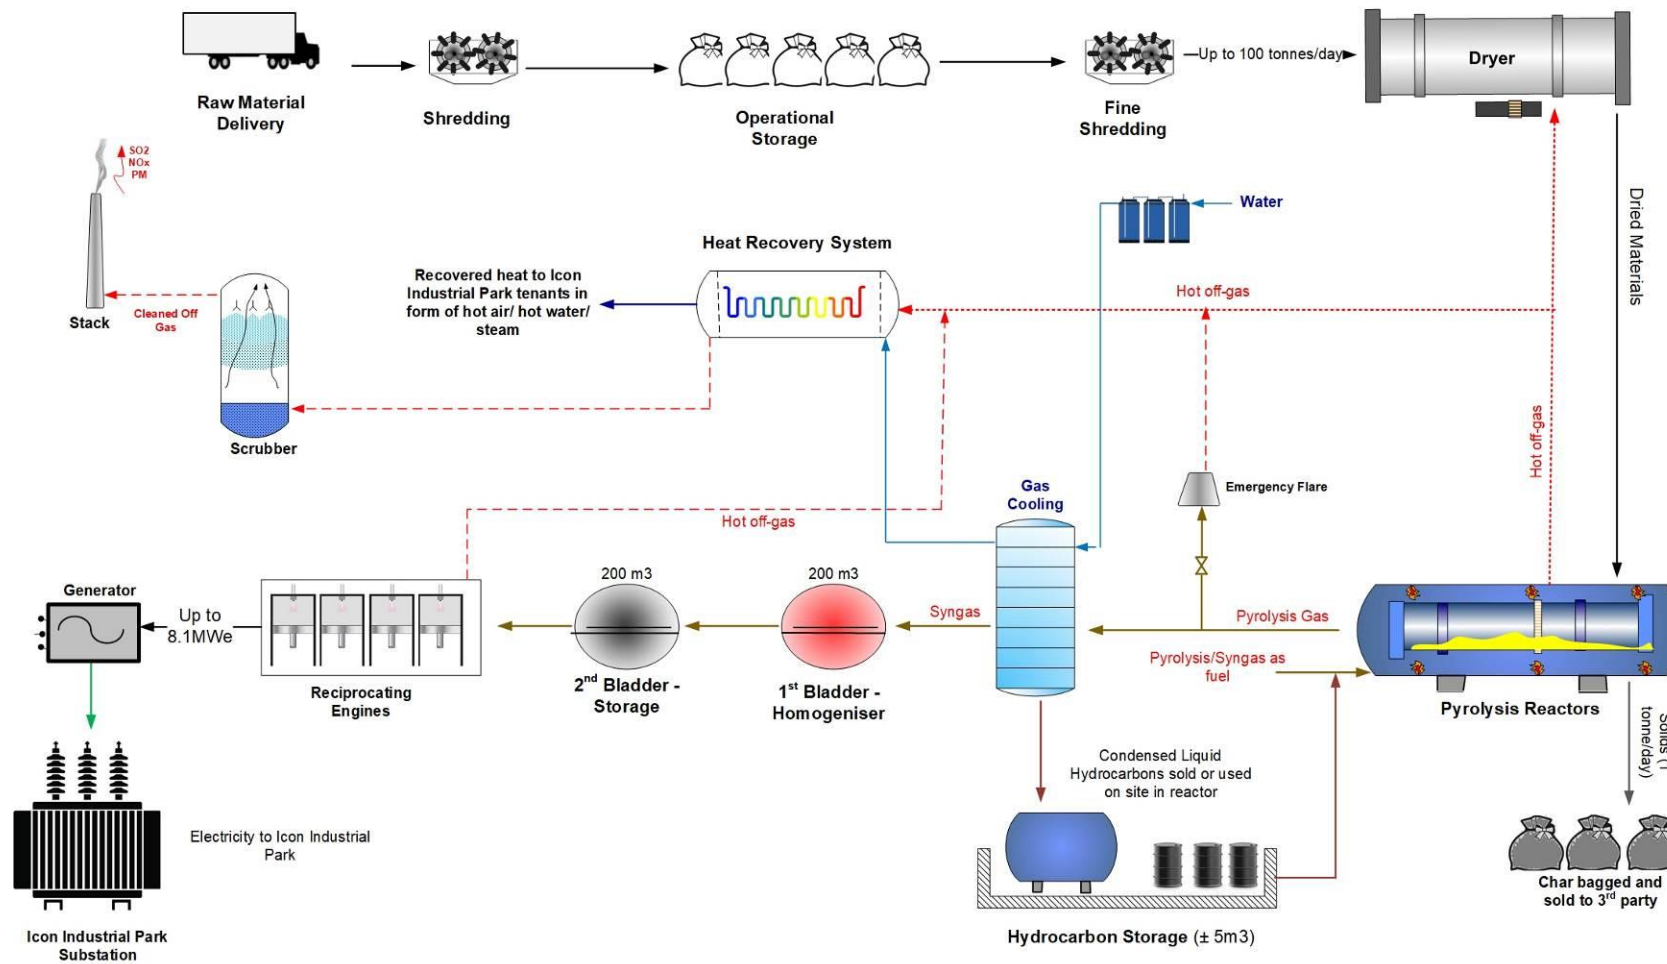 Raw Material
Delivery
Shredding
Operational
Storage
Fine
Shredding
Up to 100 tonnes/day
Dryer
SO2
NOx
PM
Stack
Cleaned Off
Gas
Scrubber
Recovered heat to Icon
Industrial Park tenants in
form of hot air/ hot water/
steam
Heat Recovery System
Water
Hot off-gas
Dried Materials
Hot off-gas
Emergency Flare
Gas
Cooling
Hot off-gas
Generator
Up to
8.1MWe
Reciprocating
Engines
200 m3
2nd Bladder -
Storage
200 m3
1st Bladder -
Homogeniser
Syngas
Pyrolysis Gas
Pyrolysis/Syngas as
fuel
Pyrolysis Reactors
tonne/day)
Condensed Liquid
Hydrocarbons sold or used
on site in reactor
Hydrocarbon Storage (± 5m3)
Char bagged and
sold to 3rd party
Electricity to Icon Industrial
Park
Icon Industrial Park
Substation